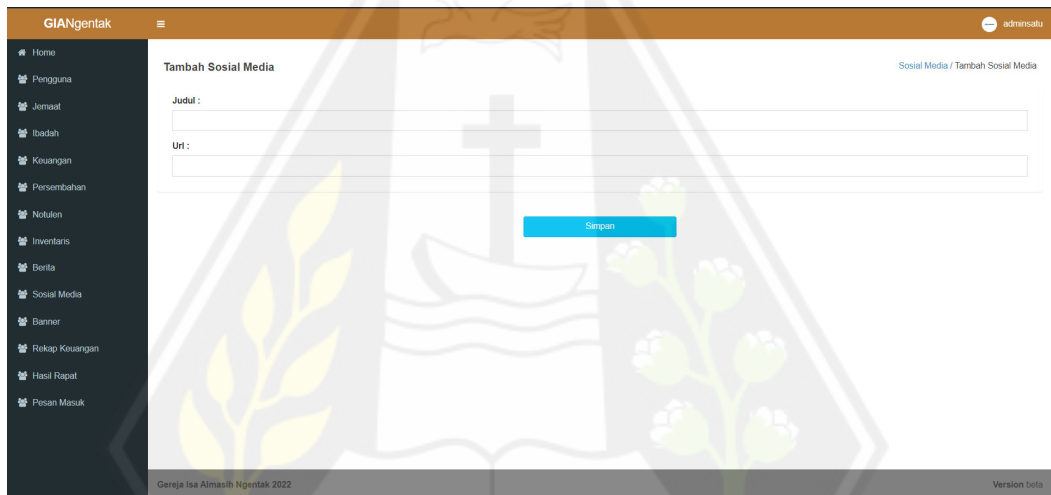 GIANgentak
adminsatu
Home
Pengguna
Jemaat
Ibadah
Keuangan
Persembahan
Notulen
Inventaris
Berita
Sosial Media
Banner
Rekap Keuangan
Hasil Rapat
Pesan Masuk
Tambah Sosial Media
Sosial Media / Tambah Sosial Media
Judul :
Url :
Simpan
Gereja Isa Almasih Ngentak 2022
Version beta